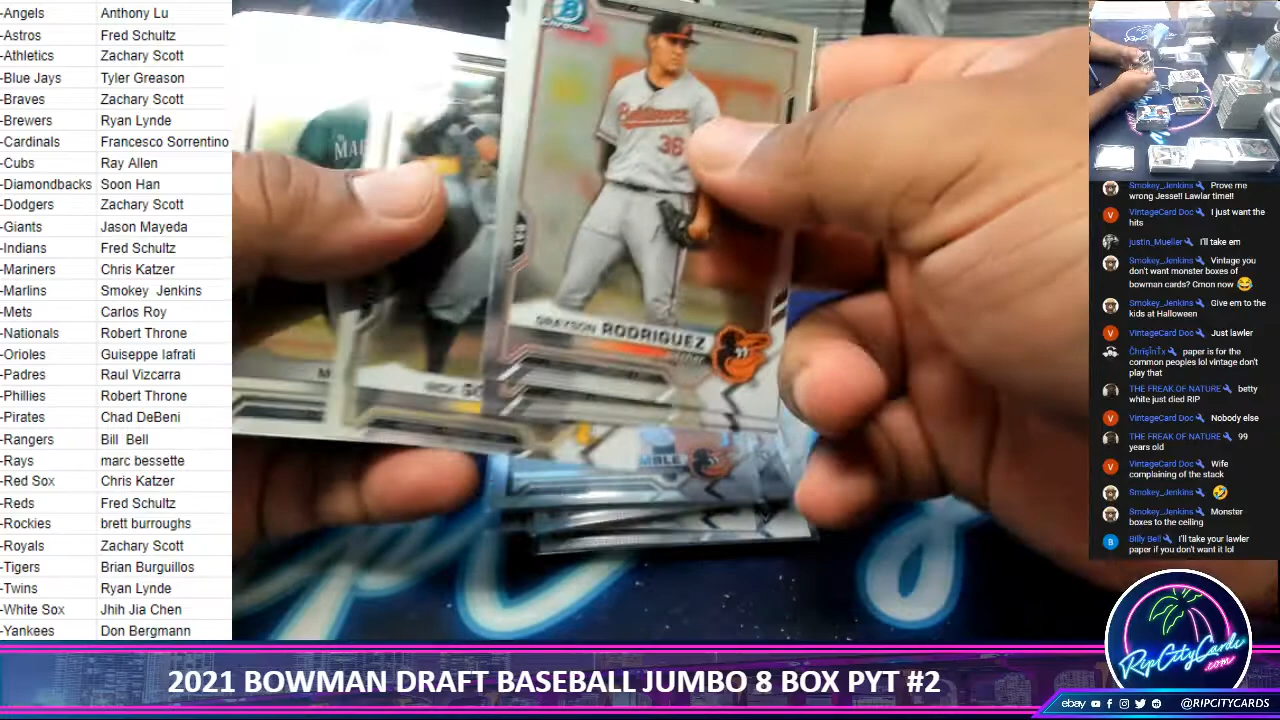 -Angels Anthony Lu
-Astros Fred Schultz
-Athletics Zachary Scott
-Blue Jays Tyler Greason
-Braves Zachary Scott
-Brewers Ryan Lynde
-Cardinals Francesco Sorrentino
-Cubs Ray Allen
-Diamondbacks Soon Han
-Dodgers Zachary Scott
-Giants Jason Mayeda
-Indians Fred Schultz
-Mariners Chris Katzer
-Marlins Smokey Jenkins
-Mets Carlos Roy
-Nationals Robert Throne
-Orioles Guiseppe Iafrati
-Padres Raul Vizcarra
-Phillies Robert Throne
-Pirates Chad DeBeni
-Rangers Bill Bell
-Rays marc bessette
-Red Sox Chris Katzer
-Reds Fred Schultz
-Rockies brett burroughs
-Royals Zachary Scott
-Tigers Brian Burguillos
-Twins Ryan Lynde
-White Sox Jhih Jia Chen
-Yankees Don Bergmann
Chrome
Baltimore
36
GRAYSON RODRIGUEZ
Smokey_Jenkins Prove me
wrong Jesse!! Lawlar time!!
VintageCard Doc I just want the
hits
justin_Mueller I'll take em
Smokey_Jenkins Vintage you
don't want monster boxes of
bowman cards? Cmon now 😂
Smokey_Jenkins Give em to the
kids at Halloween
VintageCard Doc Just lawler
paper is for the
common peoples lol vintage don't
play that
THE FREAK OF NATURE betty
white just died RIP
VintageCard Doc Nobody else
THE FREAK OF NATURE 99
years old
VintageCard Doc Wife
complaining of the stack
Smokey_Jenkins 🤣
Smokey_Jenkins Monster
boxes to the ceiling
Billy Bell I'll take your lawler
paper if you don't want it lol
RipCityCards
.com
2021 BOWMAN DRAFT BASEBALL JUMBO 8 BOX PYT #2
ebay @RIPCITYCARDS